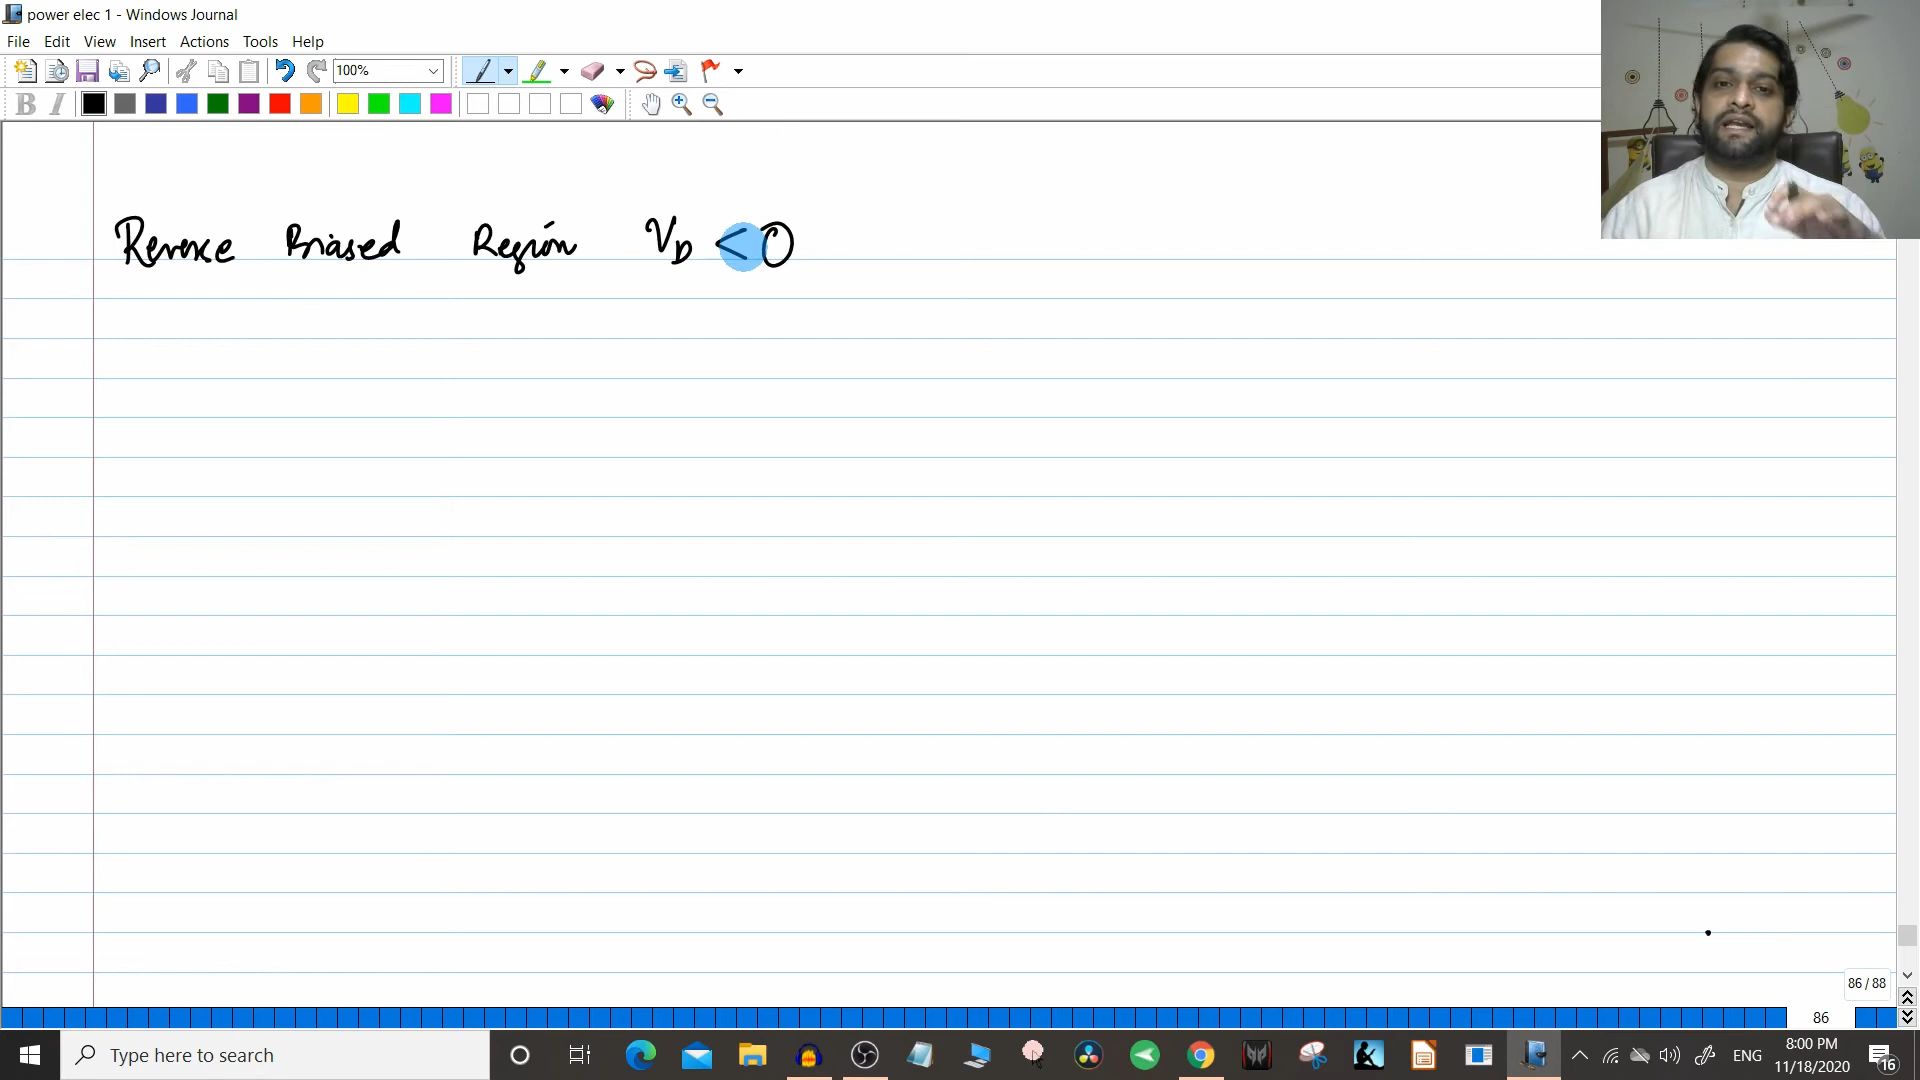 power elec 1 - Windows Journal
File Edit View Insert Actions Tools Help
100%
B I
Reverse Biased Region V_D < 0
86 / 88
86
Type here to search
ENG
8:00 PM
11/18/2020
16